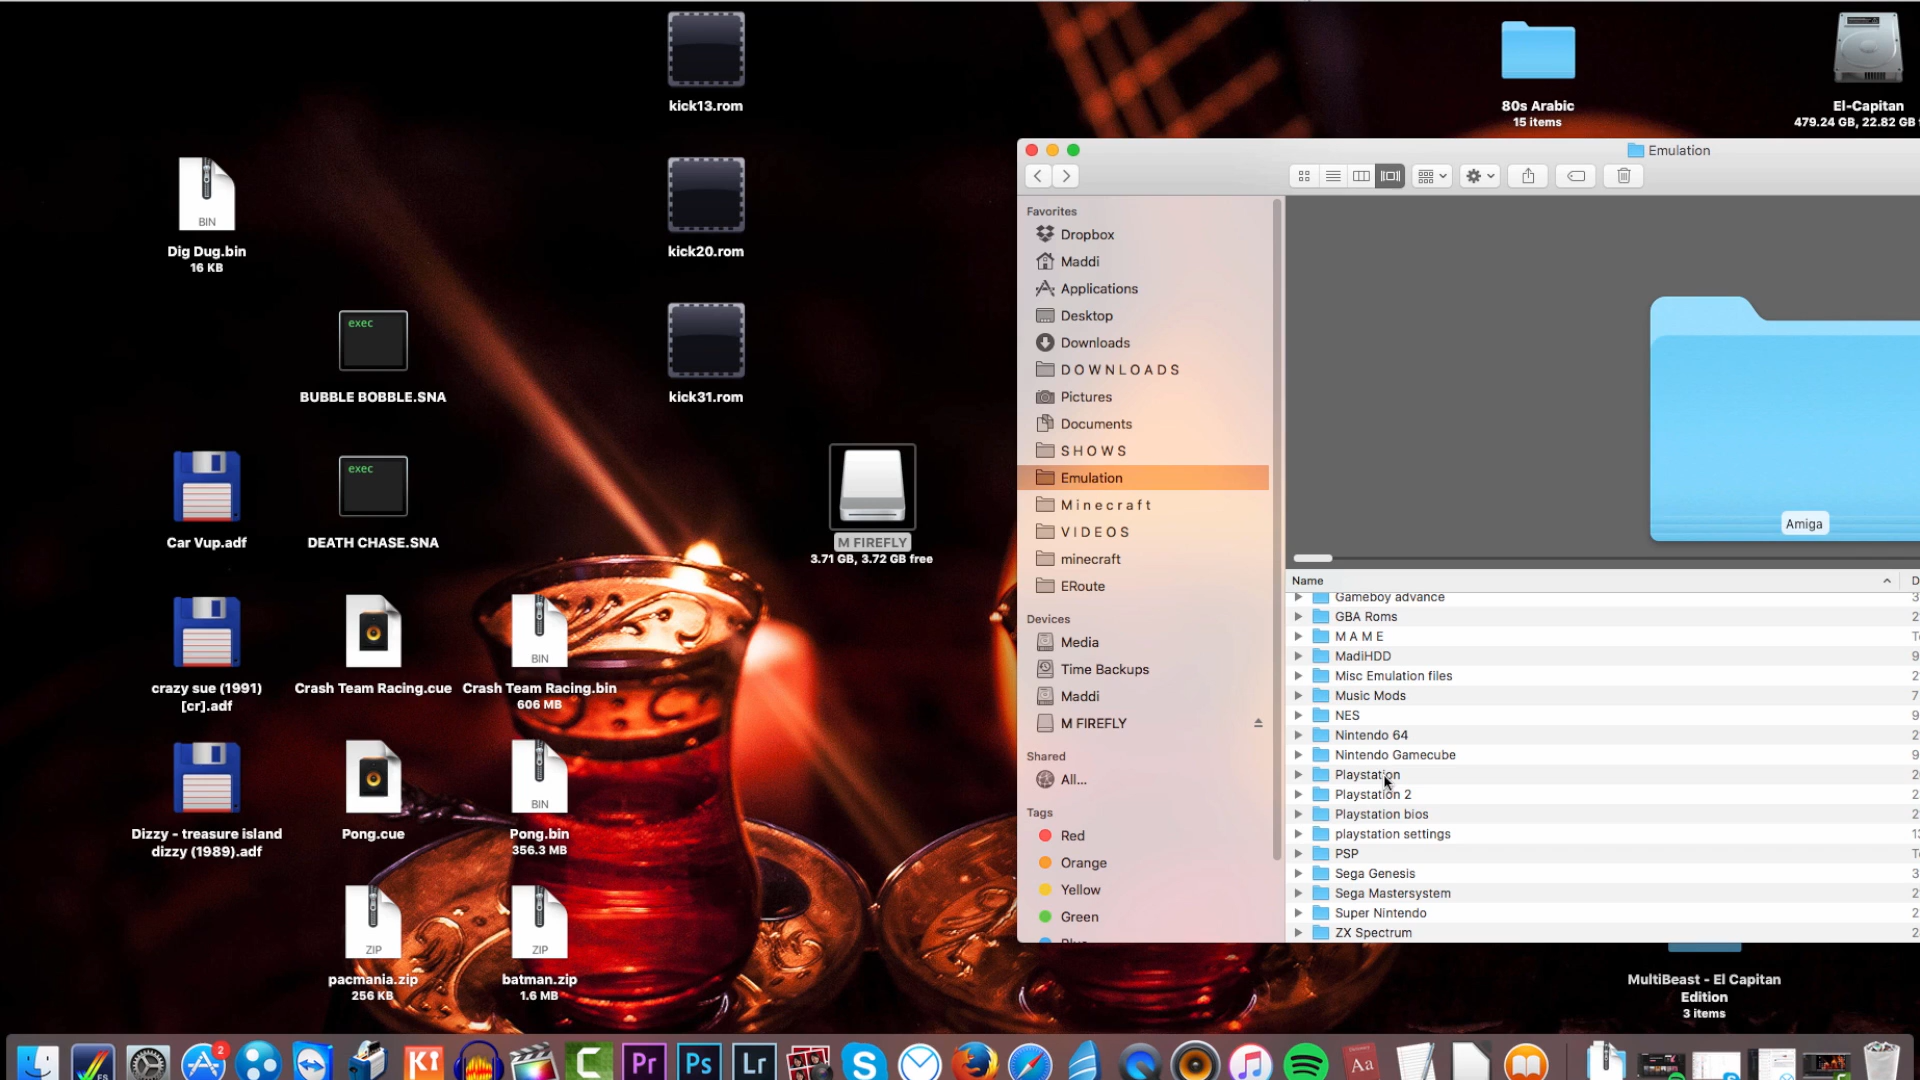 kick13.rom
80s Arabic
15 items
El-Capitan
479.24 GB, 22.82 GB
BIN
Dig Dug.bin
16 KB
kick20.rom
exec
BUBBLE BOBBLE.SNA
kick31.rom
Car Vup.adf
exec
DEATH CHASE.SNA
M FIREFLY
3.71 GB, 3.72 GB free
crazy sue (1991)
[cr].adf
Crash Team Racing.cue
BIN
Crash Team Racing.bin
606 MB
Dizzy - treasure island
dizzy (1989).adf
Pong.cue
BIN
Pong.bin
356.3 MB
ZIP
pacmania.zip
256 KB
ZIP
batman.zip
1.6 MB
MultiBeast - El Capitan
Edition
3 items
Emulation
Favorites
Dropbox
Maddi
Applications
Desktop
Downloads
D O W N L O A D S
Pictures
Documents
S H O W S
Emulation
M i n e c r a f t
V I D E O S
minecraft
ERoute
Devices
Media
Time Backups
Maddi
M FIREFLY
Shared
All...
Tags
Red
Orange
Yellow
Green
Amiga
Name
Gameboy advance
GBA Roms
M A M E
MadiHDD
Misc Emulation files
Music Mods
NES
Nintendo 64
Nintendo Gamecube
Playstation
Playstation 2
Playstation bios
playstation settings
PSP
Sega Genesis
Sega Mastersystem
Super Nintendo
ZX Spectrum
2
Ki
Pr
Ps
Lr
S
Aa